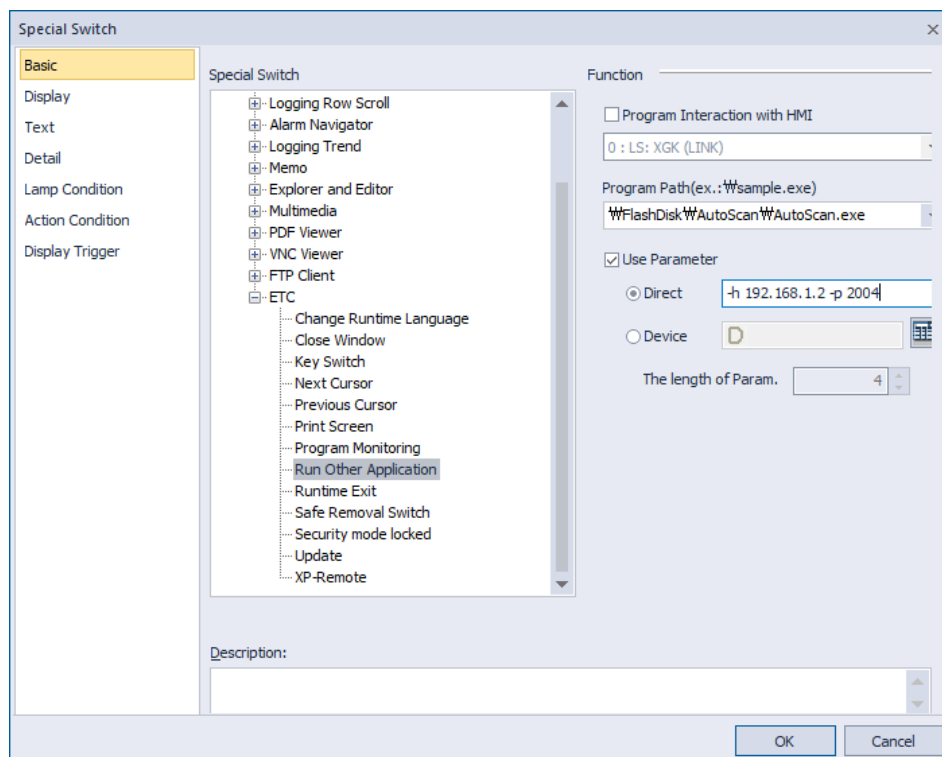 Special Switch
Basic
Display
Text
Detail
Lamp Condition
Action Condition
Display Trigger
Special Switch
Logging Row Scroll
Alarm Navigator
Logging Trend
Memo
Explorer and Editor
Multimedia
PDF Viewer
VNC Viewer
FTP Client
ETC
Change Runtime Language
Close Window
Key Switch
Next Cursor
Previous Cursor
Print Screen
Program Monitoring
Run Other Application
Runtime Exit
Safe Removal Switch
Security mode locked
Update
XP-Remote
Function
Program Interaction with HMI
0 : LS: XGK (LINK)
Program Path(ex.:₩sample.exe)
₩FlashDisk₩AutoScan₩AutoScan.exe
Use Parameter
Direct
-h 192.168.1.2 -p 2004
Device
D
The length of Param.
4
Description:
OK
Cancel